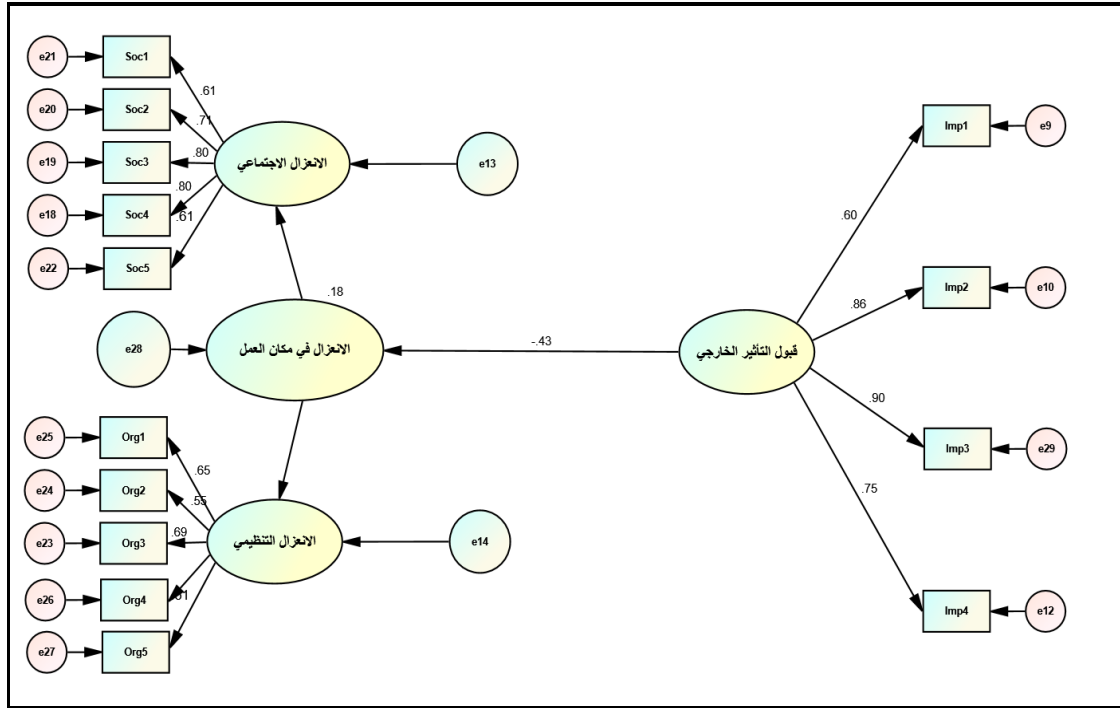 e21
Soc1
.61
e20
Soc2
.71
e19
Soc3
.80
الانعزال الاجتماعي
e13
e18
Soc4
.80
.61
e22
Soc5
.18
e28
الانعزال في مكان العمل
-.43
قبول التأثير الخارجي
e25
Org1
.65
e24
Org2
.55
e23
Org3
.69
الانعزال التنظيمي
e14
e26
Org4
e27
Org5
Imp1
e9
.60
Imp2
e10
.86
.90
Imp3
e29
.75
Imp4
e12